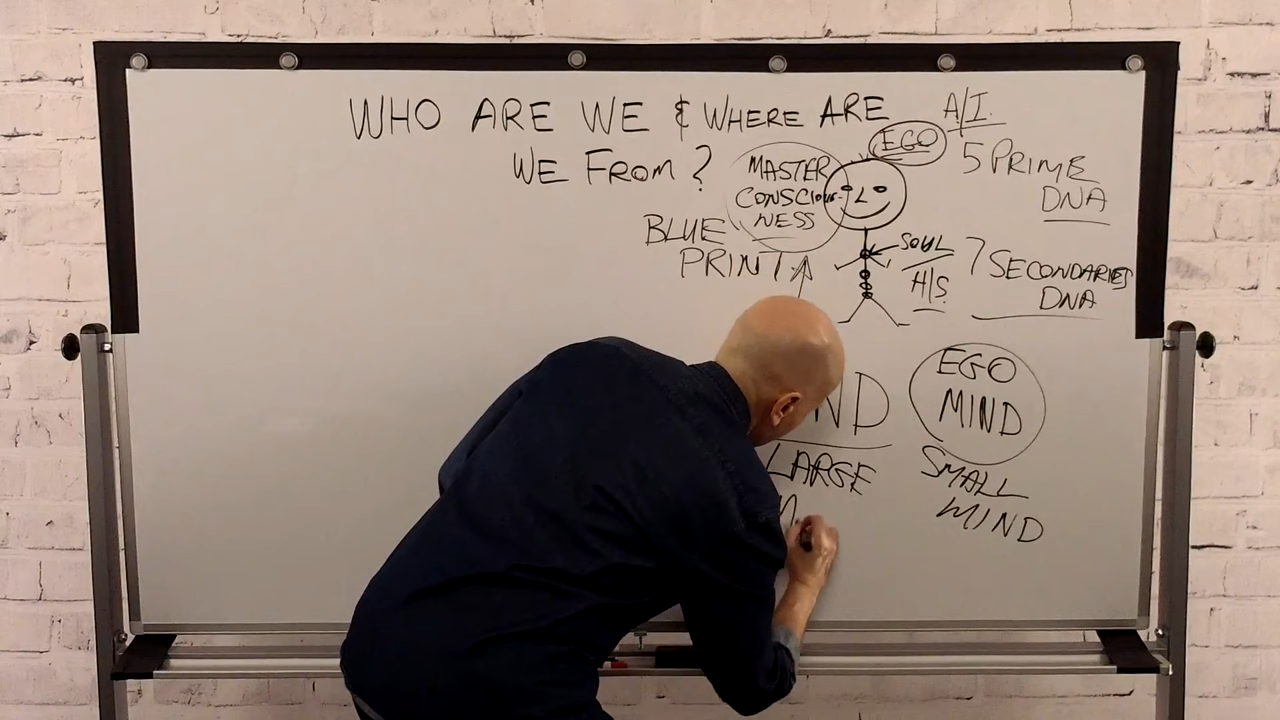 WHO ARE WE & WHERE ARE
WE FROM?
MASTER
CONSCIOUS-
NESS
BLUE
PRINT
EGO
A/I.
5 PRIME
DNA
SOUL
H/S
7 SECONDARIES
DNA
EGO
MIND
LARGE
SMALL
MIND